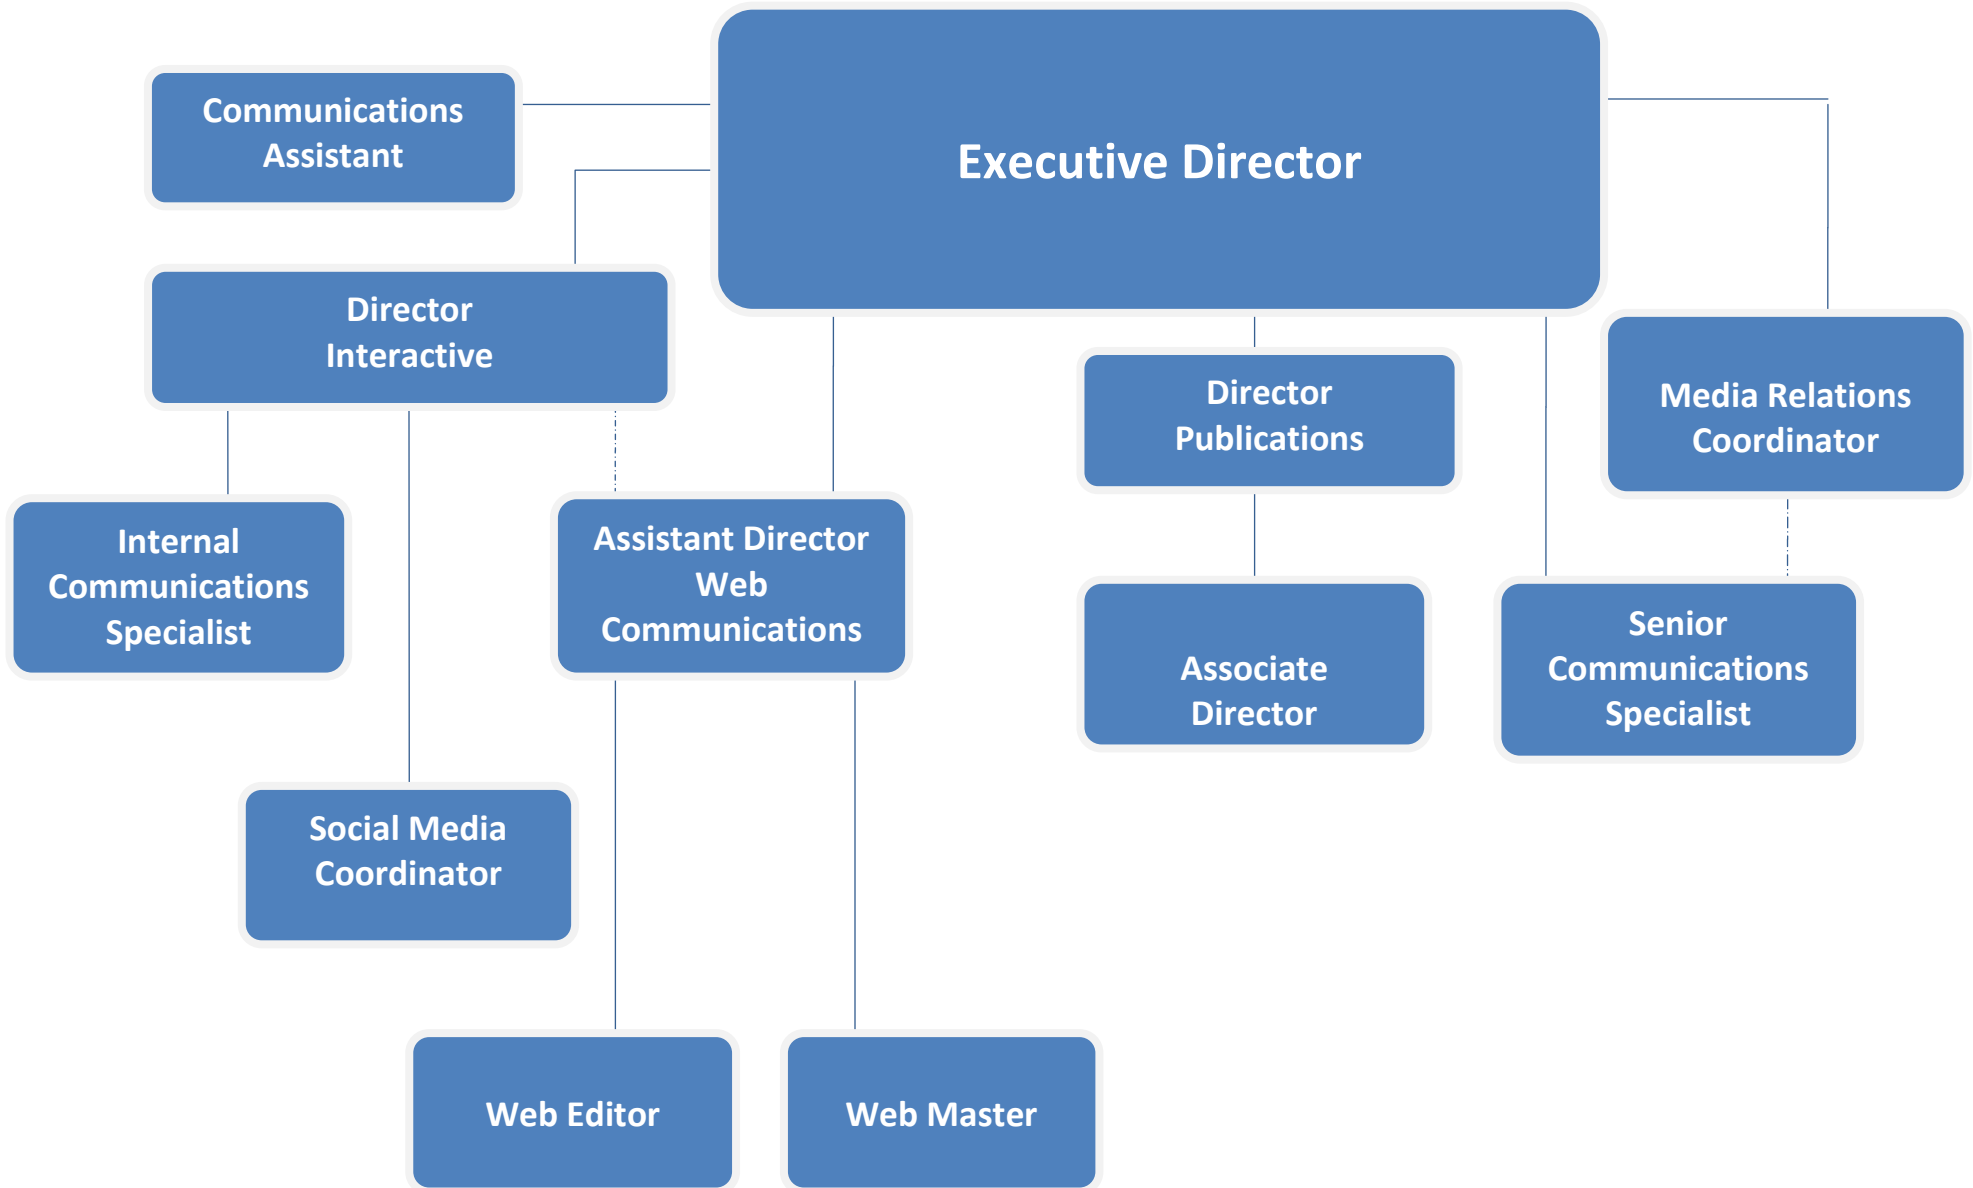 Communications
Assistant
Executive Director
Director
Interactive
Director
Publications
Media Relations
Coordinator
Internal
Communications
Specialist
Assistant Director
Web
Communications
Associate
Director
Senior
Communications
Specialist
Social Media
Coordinator
Web Editor
Web Master